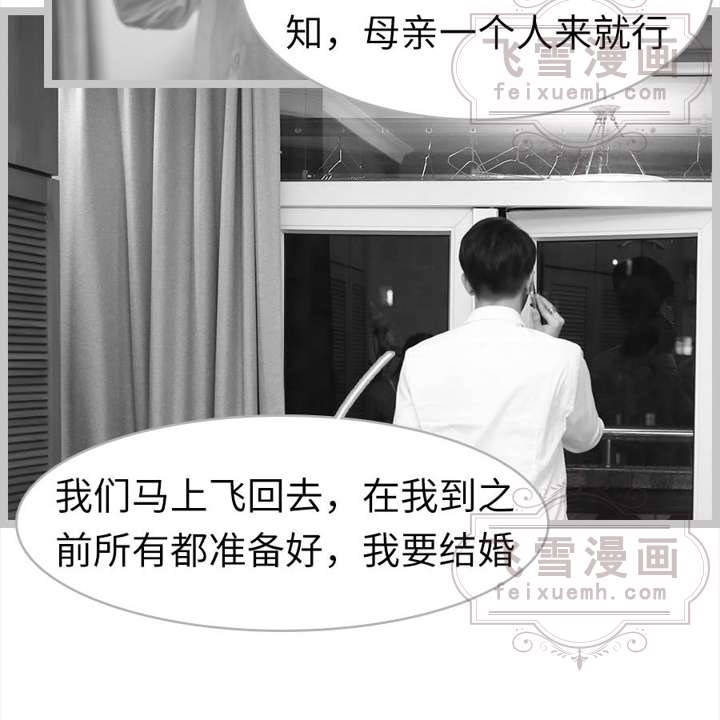 知，母亲一个人来就行
飞雪漫画
feixuemh.com
我们马上飞回去，在我到之
前所有都准备好，我要结婚
飞雪漫画
feixuemh.com